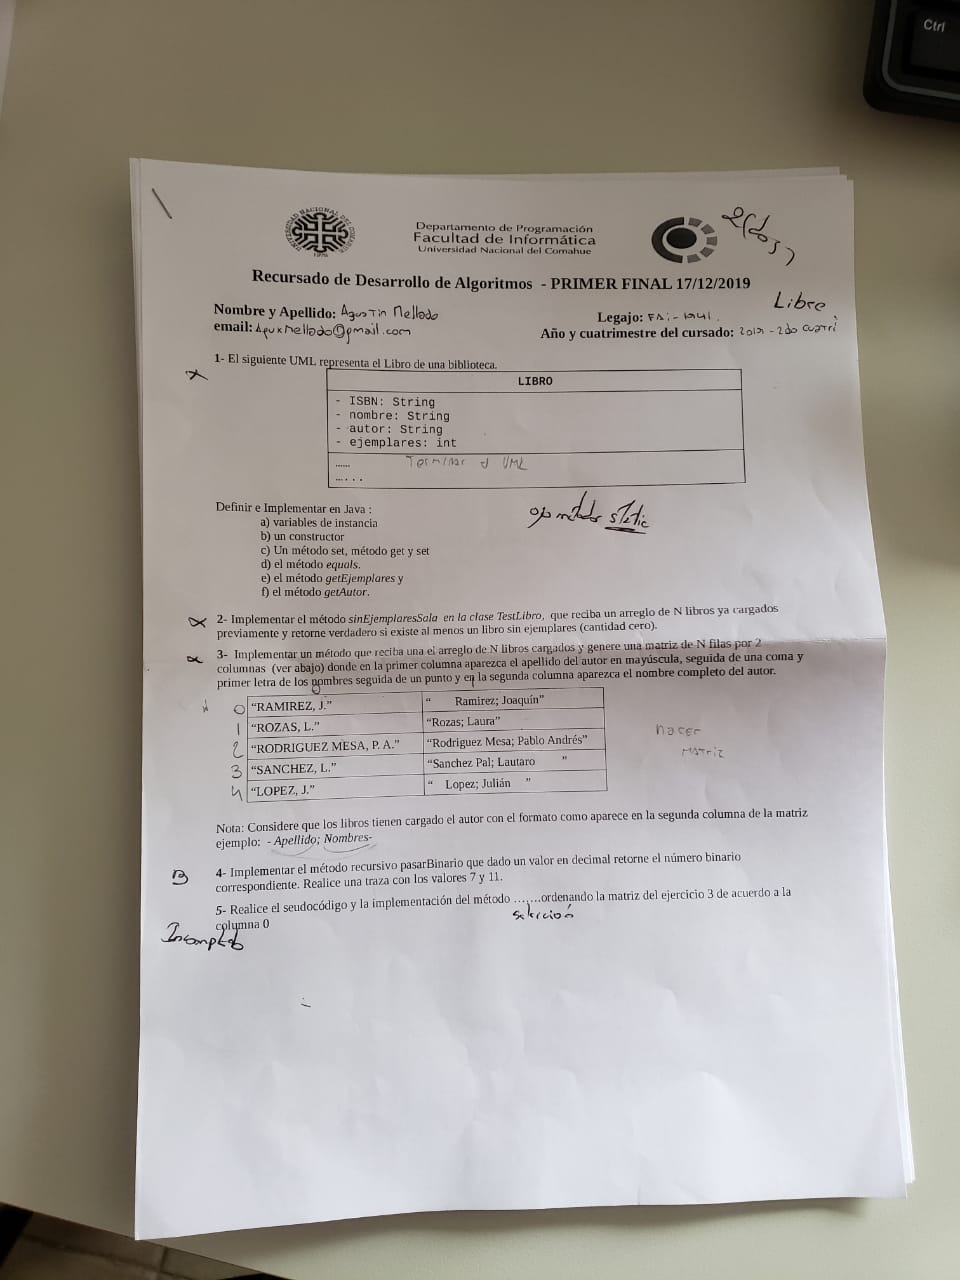 Ctrl
UNIVERSIDAD NACIONAL DEL COMAHUE
Departamento de Programación
Facultad de Informática
Universidad Nacional del Comahue
2(dos)
Recursado de Desarrollo de Algoritmos - PRIMER FINAL 17/12/2019
Libre
Nombre y Apellido: Agustin Mellado
Legajo: FAi-1941
email: Aguxmellado@gmail.com
Año y cuatrimestre del cursado: 2019 - 2do cuatri
1- El siguiente UML representa el Libro de una biblioteca.
LIBRO
- ISBN: String
- nombre: String
- autor: String
- ejemplares: int
......
Terminar el UML
......
Definir e Implementar en Java :
a) variables de instancia
static
b) un constructor
c) Un método set, método get y set
d) el método equals.
e) el método getEjemplares y
f) el método getAutor.
2- Implementar el método sinEjemplaresSala en la clase TestLibro, que reciba un arreglo de N libros ya cargados
previamente y retorne verdadero si existe al menos un libro sin ejemplares (cantidad cero).
3- Implementar un método que reciba una el arreglo de N libros cargados y genere una matriz de N filas por 2
columnas (ver abajo) donde en la primer columna aparezca el apellido del autor en mayúscula, seguida de una coma y
primer letra de los nombres seguida de un punto y en la segunda columna aparezca el nombre completo del autor.
0 “RAMIREZ, J.” “ Ramirez; Joaquín”
1 “ROZAS, L.” “Rozas; Laura”
2 “RODRIGUEZ MESA, P. A.” “Rodriguez Mesa; Pablo Andrés”
3 “SANCHEZ, L.” “Sanchez Pal; Lautaro ”
4 “LOPEZ, J.” “ Lopez; Julián ”
Hacer
Matriz
Nota: Considere que los libros tienen cargado el autor con el formato como aparece en la segunda columna de la matriz
ejemplo: - Apellido; Nombres-
B
4- Implementar el método recursivo pasarBinario que dado un valor en decimal retorne el número binario
correspondiente. Realice una traza con los valores 7 y 11.
5- Realice el seudocódigo y la implementación del método .......ordenando la matriz del ejercicio 3 de acuerdo a la
selección
columna 0
Incompleto